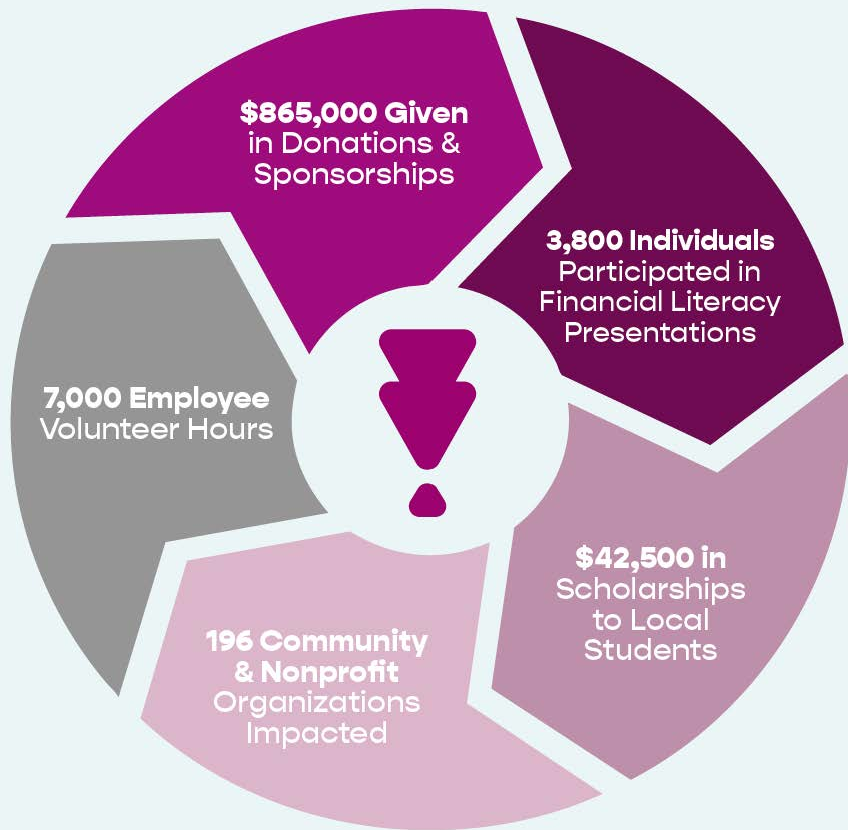 $865,000 Given
in Donations &
Sponsorships
3,800 Individuals
Participated in
Financial Literacy
Presentations
$42,500 in
Scholarships
to Local
Students
196 Community
& Nonprofit
Organizations
Impacted
7,000 Employee
Volunteer Hours